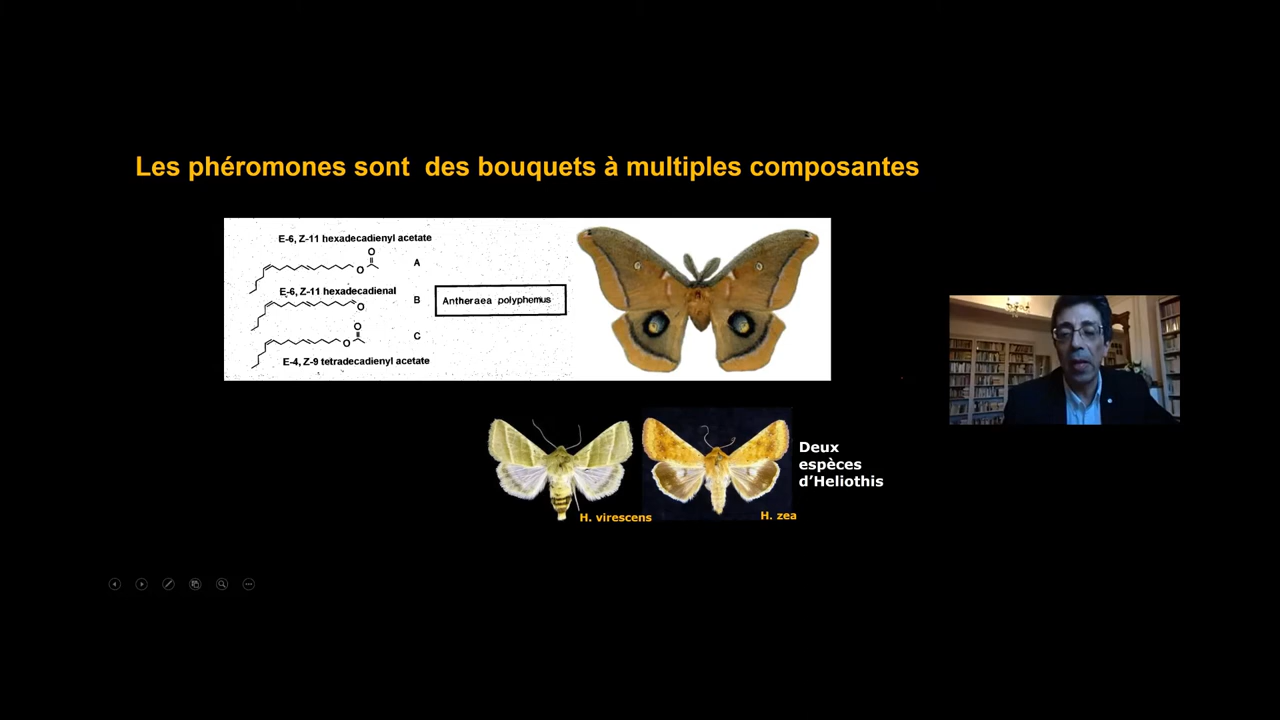 Les phéromones sont  des bouquets à multiples composantes
E-6, Z-11 hexadecadienyl acetate
O
O
A
E-6, Z-11 hexadecadienal
O
B
Antheraea polyphemus
O
O
C
E-4, Z-9 tetradecadienyl acetate
Deux
espèces
d'Heliothis
H. virescens
H. zea